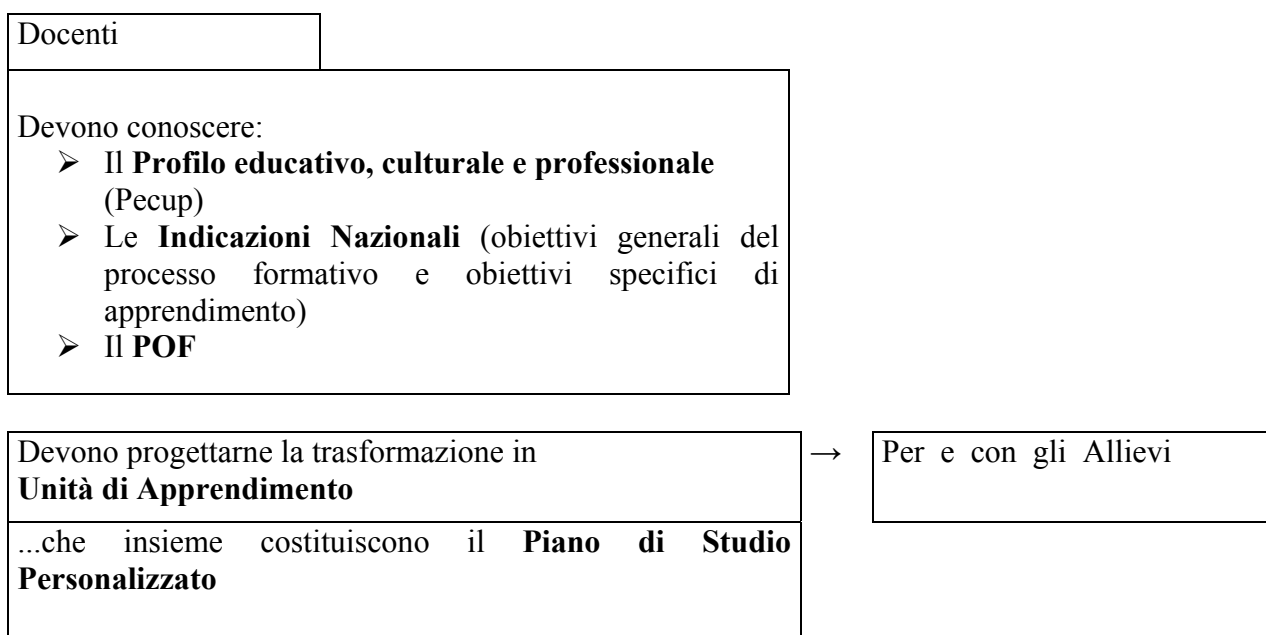 Docenti
Devono conoscere:
➢ Il Profilo educativo, culturale e professionale
(Pecup)
➢ Le Indicazioni Nazionali (obiettivi generali del
processo formativo e obiettivi specifici di
apprendimento)
➢ Il POF
Devono progettarne la trasformazione in
Unità di Apprendimento
→ Per e con gli Allievi
...che insieme costituiscono il Piano di Studio
Personalizzato